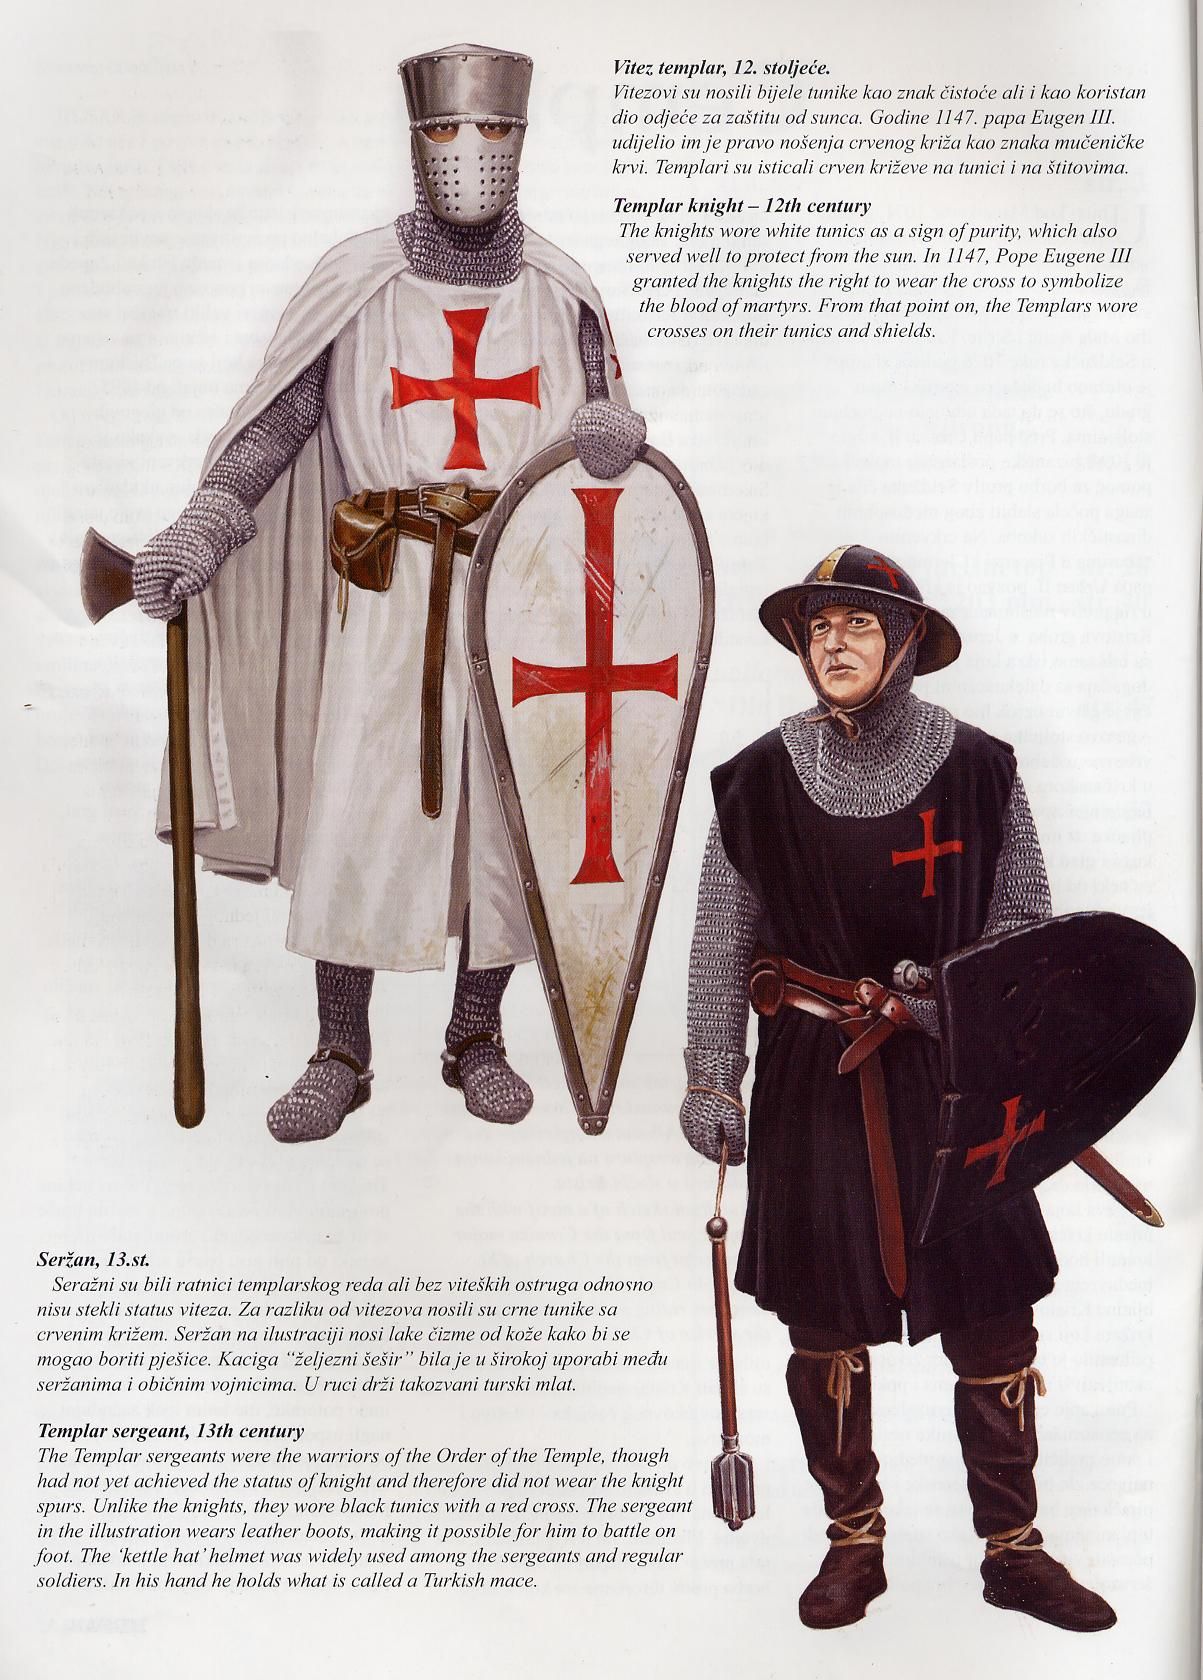 Vitez templar, 12. stoljeće.
Vitezovi su nosili bijele tunike kao znak čistoće ali i kao koristan
dio odjeće za zaštitu od sunca. Godine 1147. papa Eugen III.
udijelio im je pravo nošenja crvenog križa kao znaka mučeničke
krvi. Templari su isticali crven križeve na tunici i na štitovima.
Templar knight – 12th century
The knights wore white tunics as a sign of purity, which also
served well to protect from the sun. In 1147, Pope Eugene III
granted the knights the right to wear the cross to symbolize
the blood of martyrs. From that point on, the Templars wore
crosses on their tunics and shields.
Seržan, 13.st.
Seražni su bili ratnici templarskog reda ali bez viteških ostruga odnosno
nisu stekli status viteza. Za razliku od vitezova nosili su crne tunike sa
crvenim križem. Seržan na ilustraciji nosi lake čizme od kože kako bi se
mogao boriti pješice. Kaciga “željezni šešir” bila je u širokoj uporabi među
seržanima i običnim vojnicima. U ruci drži takozvani turski mlat.
Templar sergeant, 13th century
The Templar sergeants were the warriors of the Order of the Temple, though
had not yet achieved the status of knight and therefore did not wear the knight
spurs. Unlike the knights, they wore black tunics with a red cross. The sergeant
in the illustration wears leather boots, making it possible for him to battle on
foot. The ‘kettle hat’ helmet was widely used among the sergeants and regular
soldiers. In his hand he holds what is called a Turkish mace.